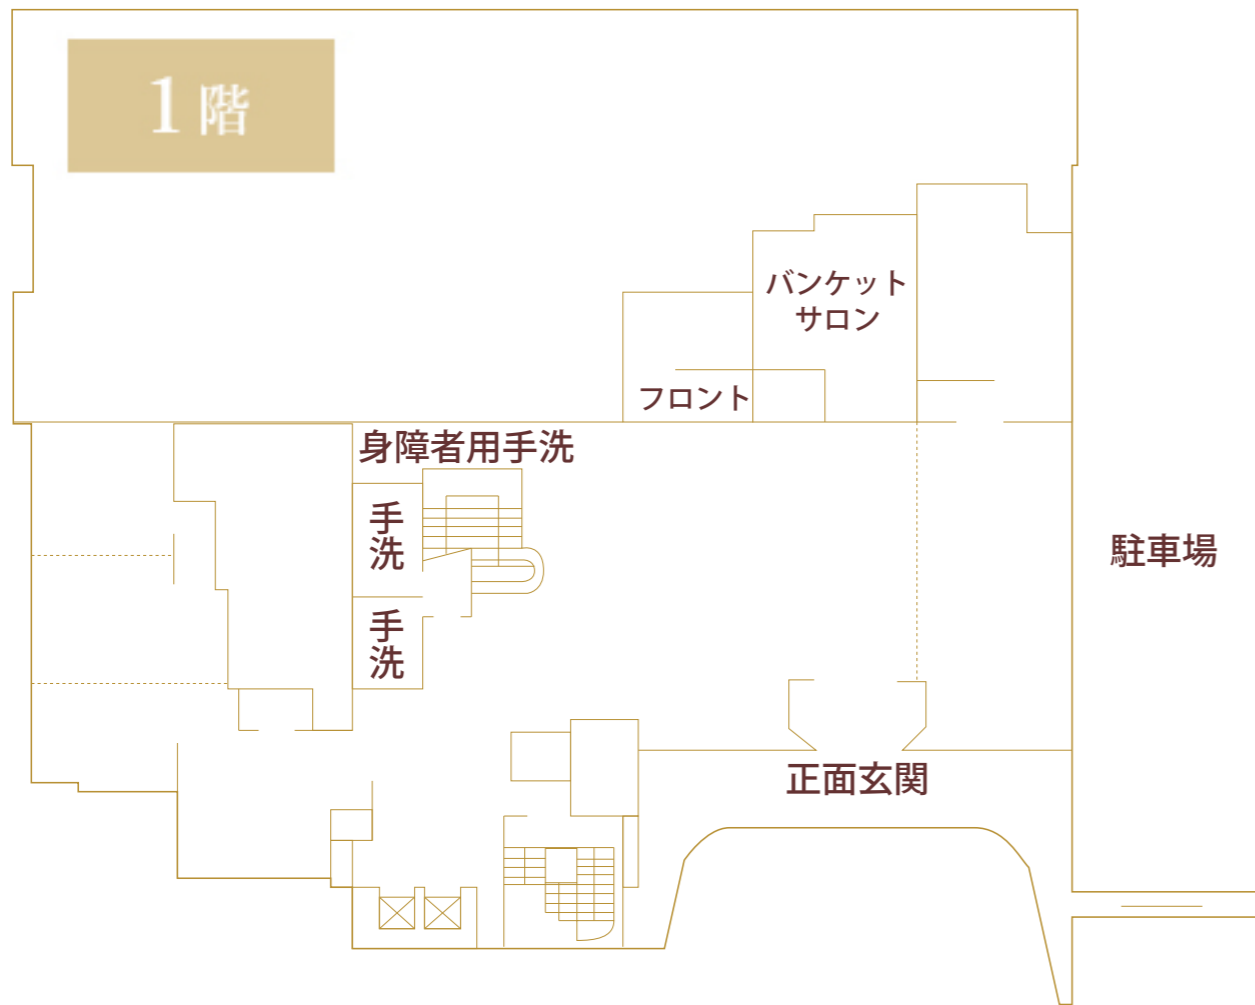 1階
バンケット
サロン
フロント
身障者用手洗
手洗
手洗
駐車場
正面玄関